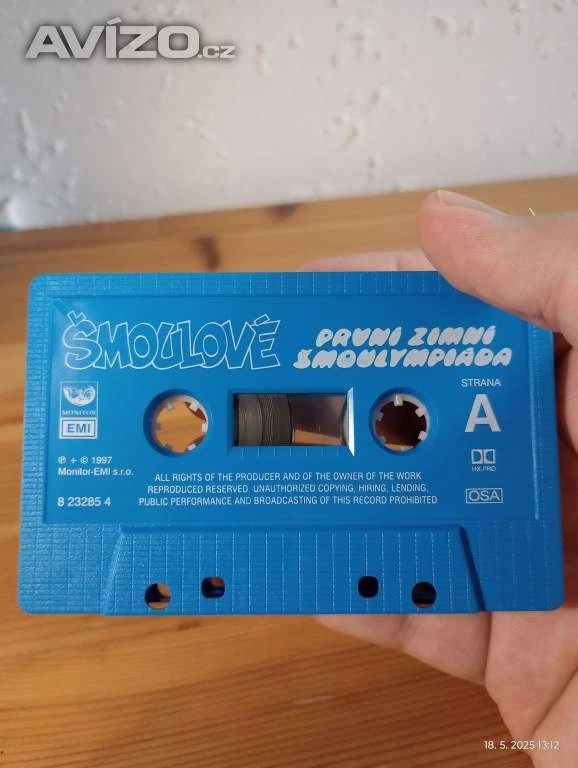 AVÍZO.cz
ŠMOULOVÉ
PRVNÍ ZIMNÍ
ŠMOULYMPIÁDA
STRANA
A
MONITOR
EMI
℗ + © 1997
Monitor-EMI s.r.o.
8 23285 4
ALL RIGHTS OF THE PRODUCER AND OF THE OWNER OF THE WORK
REPRODUCED RESERVED. UNAUTHORIZED COPYING, HIRING, LENDING,
PUBLIC PERFORMANCE AND BROADCASTING OF THIS RECORD PROHIBITED.
HX-PRO
OSA
18. 5. 2025 13:12